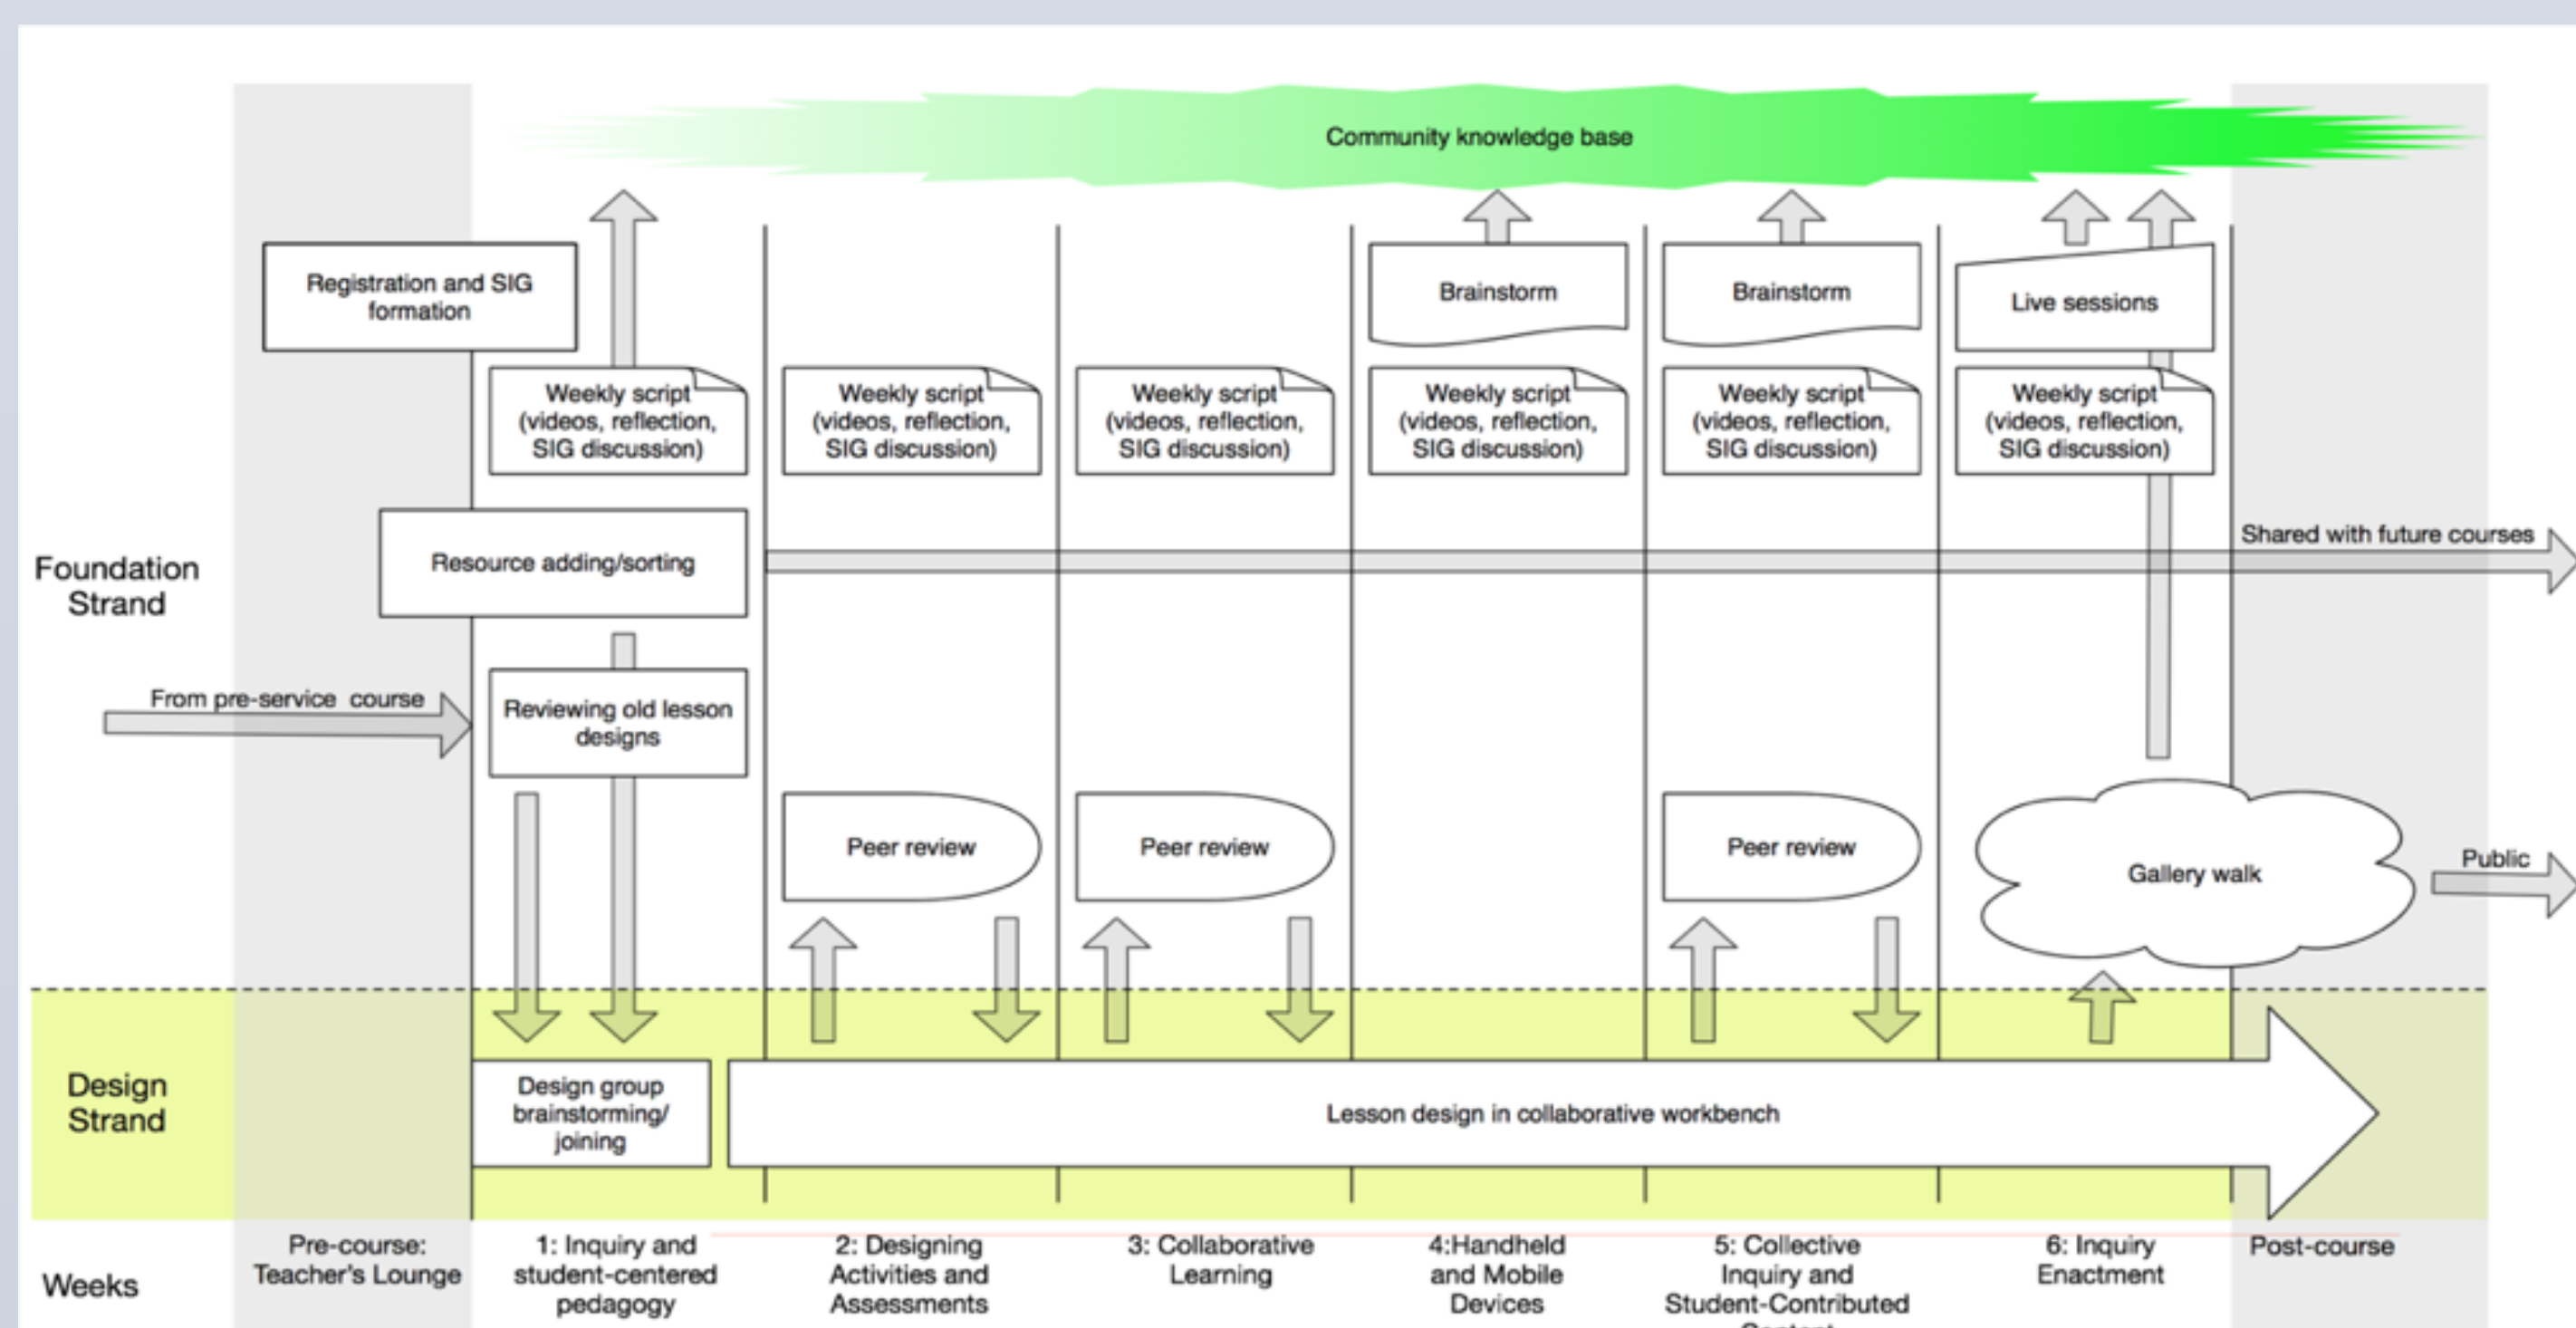 Community knowledge base
Registration and SIG
formation
Brainstorm
Brainstorm
Live sessions
Weekly script
(videos, reflection,
SIG discussion)
Weekly script
(videos, reflection,
SIG discussion)
Weekly script
(videos, reflection,
SIG discussion)
Weekly script
(videos, reflection,
SIG discussion)
Weekly script
(videos, reflection,
SIG discussion)
Weekly script
(videos, reflection,
SIG discussion)
Foundation
Strand
Resource adding/sorting
Shared with future courses
From pre-service course
Reviewing old lesson
designs
Peer review
Peer review
Peer review
Gallery walk
Public
Design
Strand
Design group
brainstorming/
joining
Lesson design in collaborative workbench
Weeks
Pre-course:
Teacher's Lounge
1: Inquiry and
student-centered
pedagogy
2: Designing
Activities and
Assessments
3: Collaborative
Learning
4:Handheld
and Mobile
Devices
5: Collective
Inquiry and
Student-Contributed
6: Inquiry
Enactment
Post-course